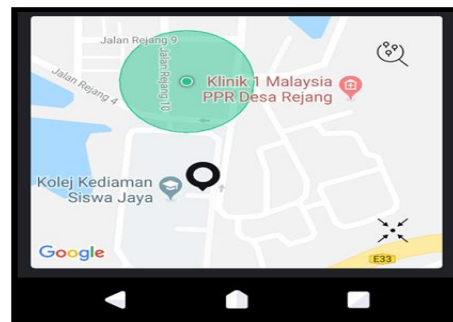 Jalan Rejang 9
Jalan Rejang 10
Jalan Rejang 4
Klinik 1 Malaysia
PPR Desa Rejang
Kolej Kediaman
Siswa Jaya
Google
E33